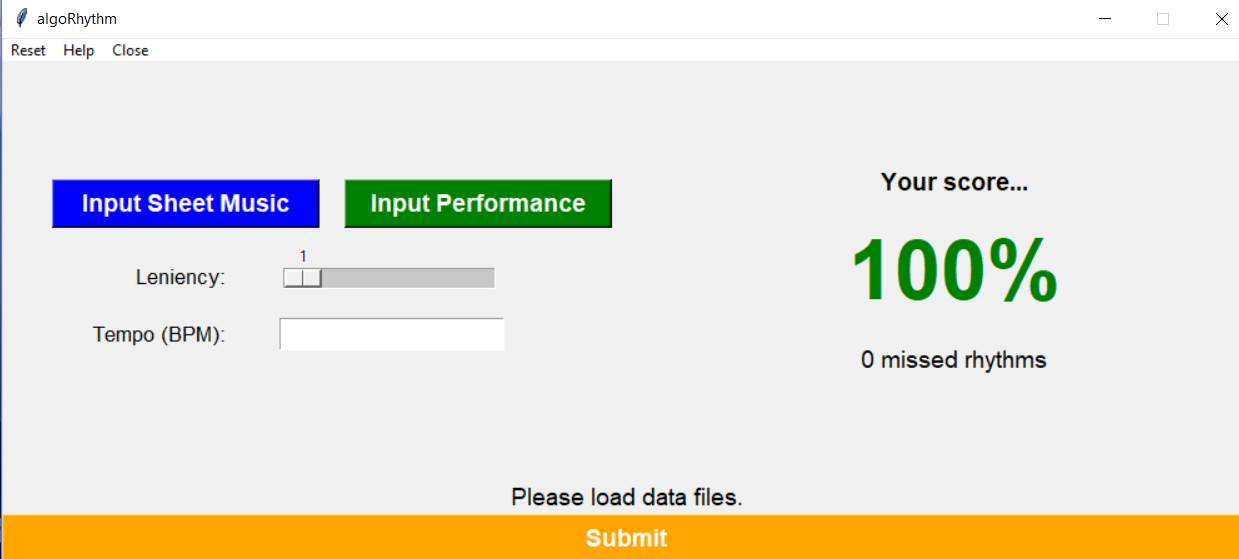 algoRhythm
Reset Help Close
Input Sheet Music Input Performance
Leniency: 1
Tempo (BPM):
Your score...
100%
0 missed rhythms
Please load data files.
Submit